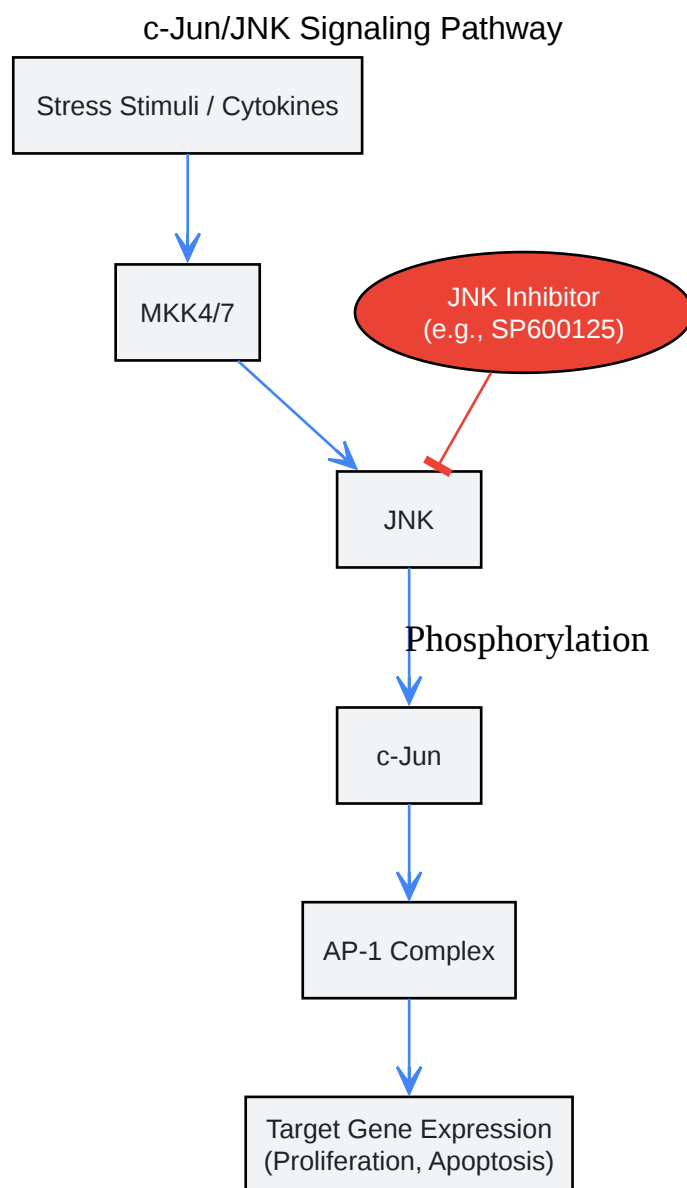 c-Jun/JNK Signaling Pathway
Stress Stimuli / Cytokines
MKK4/7
JNK Inhibitor
(e.g., SP600125)
JNK
Phosphorylation
c-Jun
AP-1 Complex
Target Gene Expression
(Proliferation, Apoptosis)